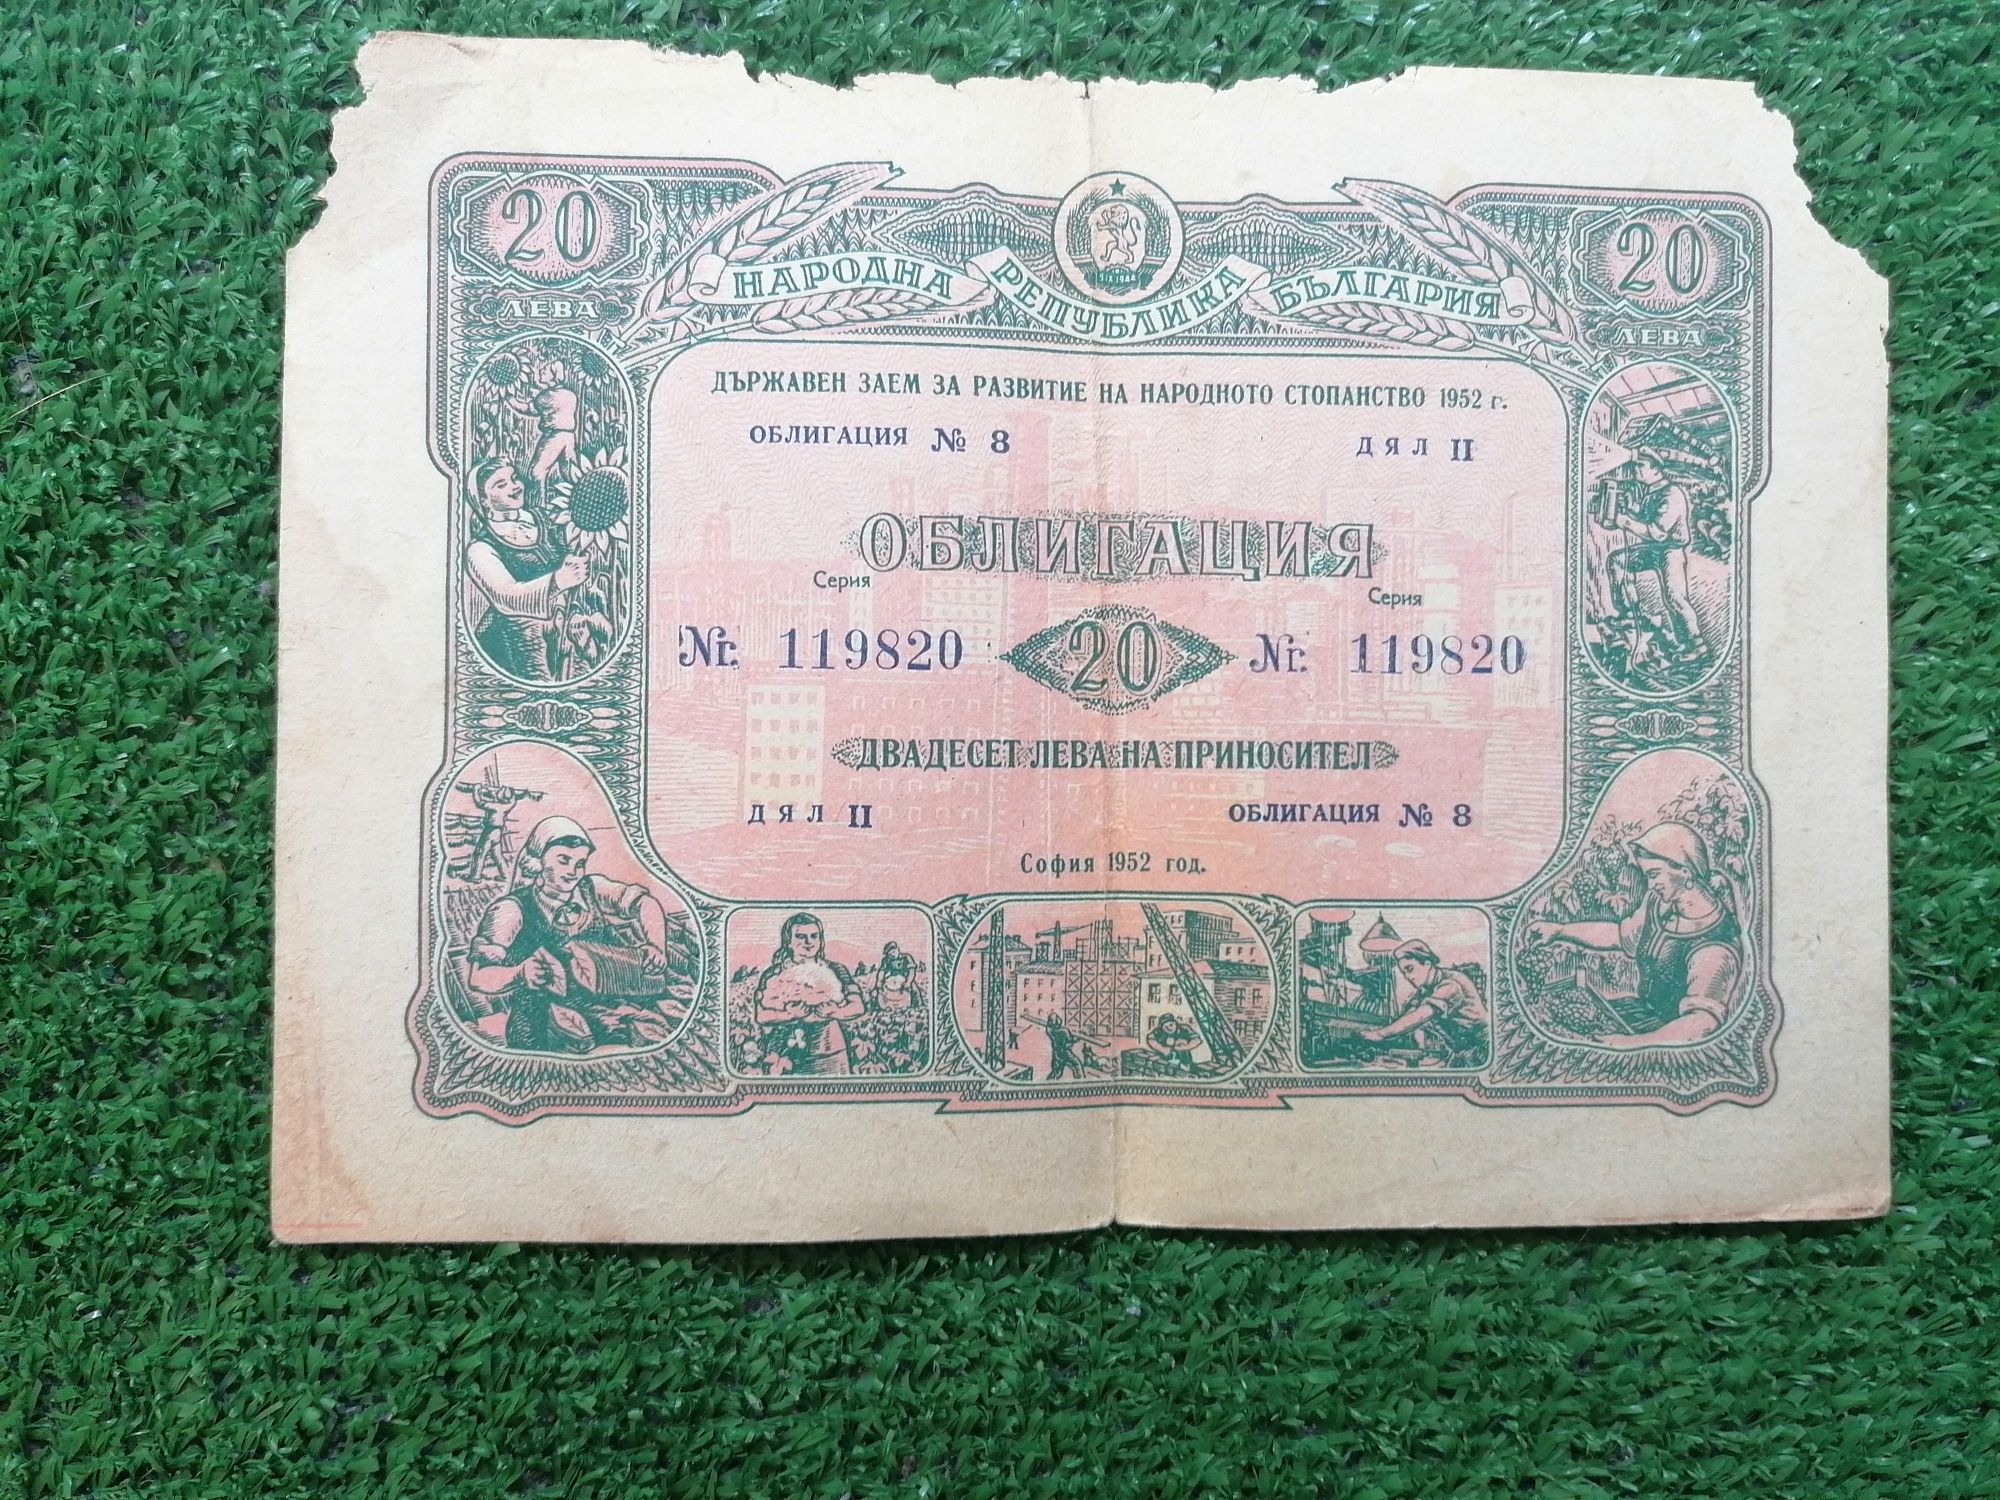 20 20
ЛЕВА ЛЕВА
НАРОДНА РЕПУБЛИКА БЪЛГАРИЯ
ДЪРЖАВЕН ЗАЕМ ЗА РАЗВИТИЕ НА НАРОДНОТО СТОПАНСТВО 1952 г.
ОБЛИГАЦИЯ № 8 ДЯЛ II
ОБЛИГАЦИЯ
Серия Серия
Nr. 119820 20 Nr. 119820
ДВАДЕСЕТ ЛЕВА НА ПРИНОСИТЕЛ
ДЯЛ II ОБЛИГАЦИЯ № 8
София 1952 год.